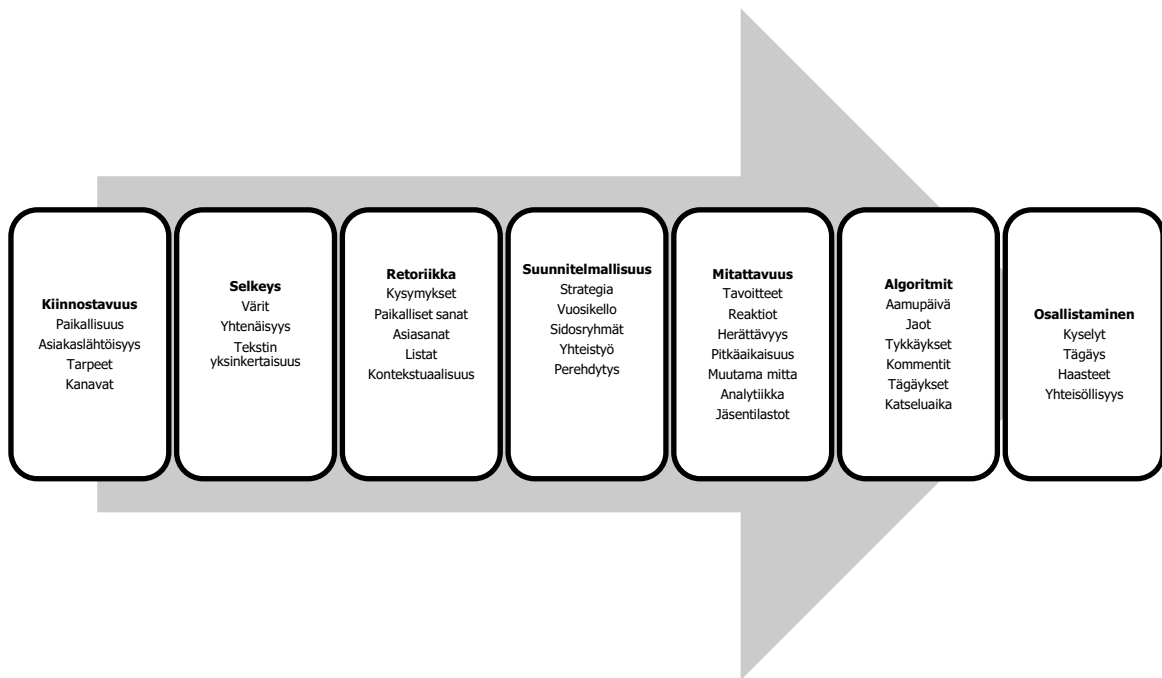 Kiinnostavuus
Paikallisuus
Asiakaslähtöisyys
Tarpeet
Kanavat
Selkeys
Värit
Yhtenäisyys
Tekstin
yksinkertaisuus
Retoriikka
Kysymykset
Paikalliset sanat
Asiasanat
Listat
Kontekstuaalisuus
Suunnitelmallisuus
Strategia
Vuosikello
Sidosryhmät
Yhteistyö
Perehdytys
Mitattavuus
Tavoitteet
Reaktiot
Herättävyys
Pitkäaikaisuus
Muutama mitta
Analytiikka
Jäsentilastot
Algoritmit
Aamupäivä
Jaot
Tykkäykset
Kommentit
Tägäykset
Katseluaika
Osallistaminen
Kyselyt
Tägäys
Haasteet
Yhteisöllisyys